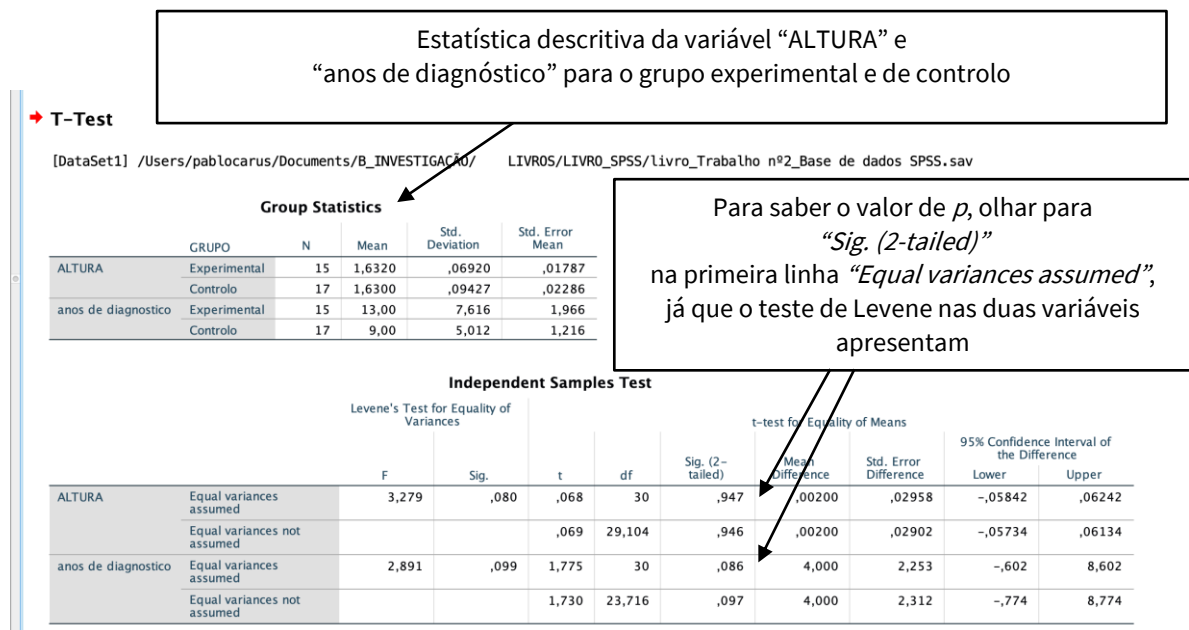 Estatística descritiva da variável “ALTURA” e
“anos de diagnóstico” para o grupo experimental e de controlo
T-Test
[DataSet1] /Users/pablocarus/Documents/B_INVESTIGAÇÃO/ LIVROS/LIVRO_SPSS/livro_Trabalho nº2_Base de dados SPSS.sav
Para saber o valor de p, olhar para
“Sig. (2-tailed)”
na primeira linha “Equal variances assumed”,
já que o teste de Levene nas duas variáveis
apresentam
Group Statistics
GRUPO N Mean Std. Deviation Std. Error Mean
ALTURA Experimental 15 1,6320 ,06920 ,01787
Controlo 17 1,6300 ,09427 ,02286
anos de diagnostico Experimental 15 13,00 7,616 1,966
Controlo 17 9,00 5,012 1,216
Independent Samples Test
Levene's Test for Equality of Variances t-test for Equality of Means
95% Confidence Interval of the Difference
F Sig. t df Sig. (2-tailed) Mean Difference Std. Error Difference Lower Upper
ALTURA Equal variances assumed 3,279 ,080 ,068 30 ,947 ,00200 ,02958 -,05842 ,06242
Equal variances not assumed ,069 29,104 ,946 ,00200 ,02902 -,05734 ,06134
anos de diagnostico Equal variances assumed 2,891 ,099 1,775 30 ,086 4,000 2,253 -,602 8,602
Equal variances not assumed 1,730 23,716 ,097 4,000 2,312 -,774 8,774